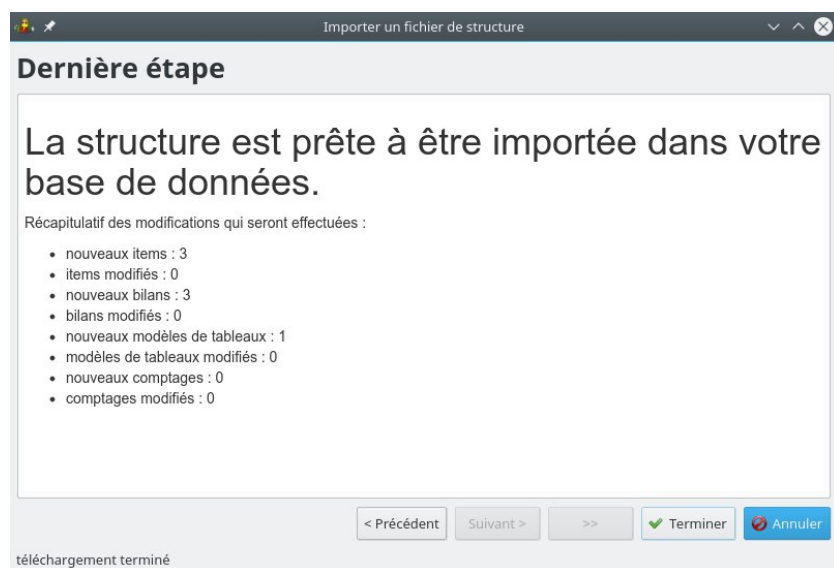 Importer un fichier de structure
Dernière étape
La structure est prête à être importée dans votre
base de données.
Récapitulatif des modifications qui seront effectuées :
• nouveaux items : 3
• items modifiés : 0
• nouveaux bilans : 3
• bilans modifiés : 0
• nouveaux modèles de tableaux : 1
• modèles de tableaux modifiés : 0
• nouveaux comptages : 0
• comptages modifiés : 0
< Précédent Suivant > >> Terminer Annuler
téléchargement terminé